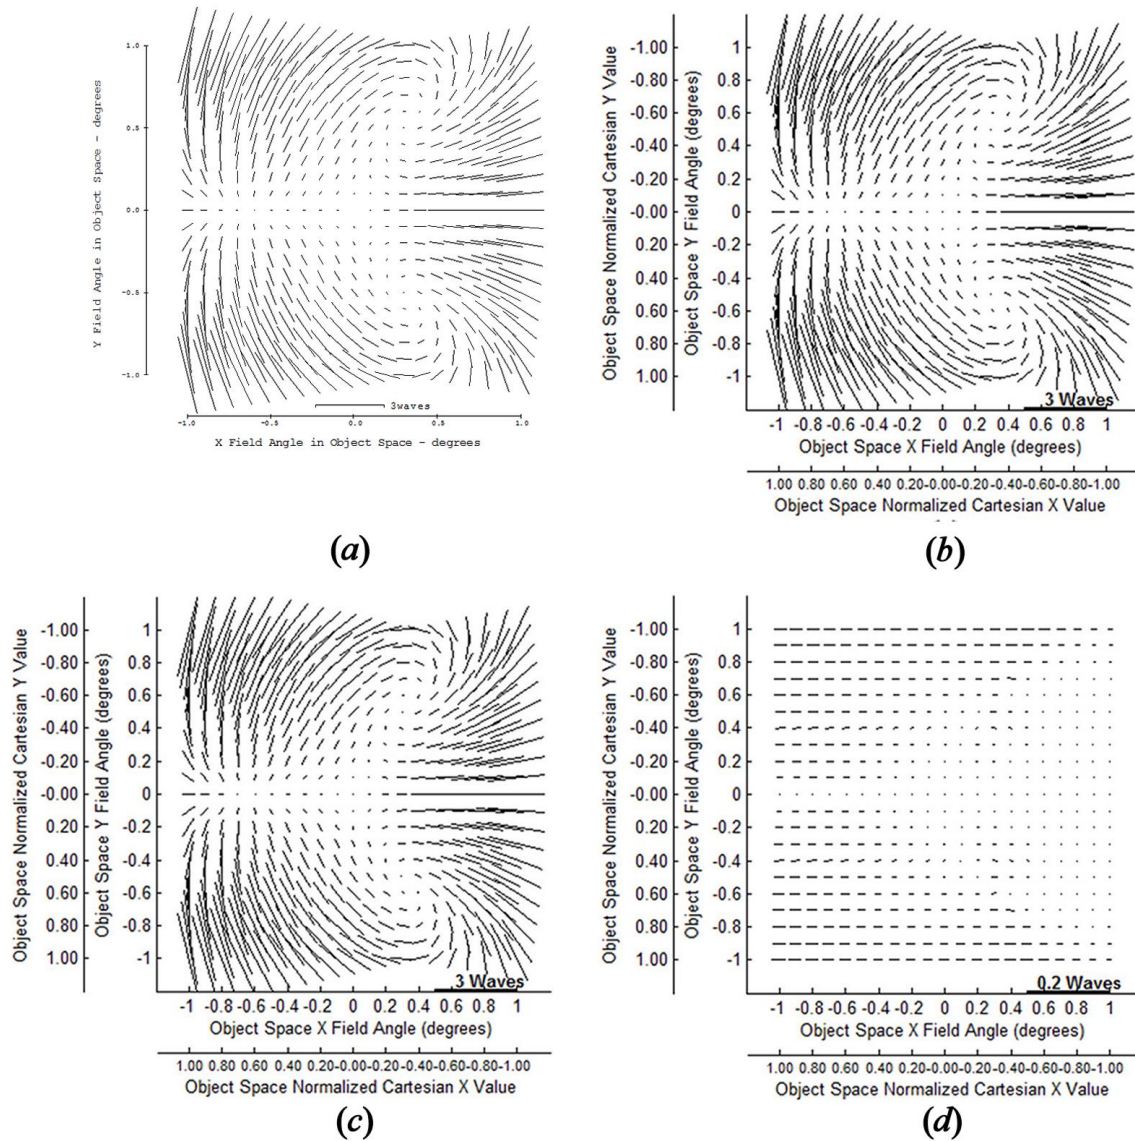 1.0
0.5
0.0
-0.5
-1.0
Y Field Angle in Object Space - degrees
3waves
-1.0 -0.5 0.0 0.5 1.0
X Field Angle in Object Space - degrees
(a)
Object Space Normalized Cartesian Y Value
-1.00
-0.80
-0.60
-0.40
-0.20
-0.00
0.20
0.40
0.60
0.80
1.00
Object Space Y Field Angle (degrees)
1
0.8
0.6
0.4
0.2
0
-0.2
-0.4
-0.6
-0.8
-1
3 Waves
-1 -0.8 -0.6 -0.4 -0.2 0 0.2 0.4 0.6 0.8 1
Object Space X Field Angle (degrees)
1.00 0.80 0.60 0.40 0.20 -0.00 -0.20 -0.40 -0.60 -0.80 -1.00
Object Space Normalized Cartesian X Value
(b)
Object Space Normalized Cartesian Y Value
-1.00
-0.80
-0.60
-0.40
-0.20
-0.00
0.20
0.40
0.60
0.80
1.00
Object Space Y Field Angle (degrees)
1
0.8
0.6
0.4
0.2
0
-0.2
-0.4
-0.6
-0.8
-1
3 Waves
-1 -0.8 -0.6 -0.4 -0.2 0 0.2 0.4 0.6 0.8 1
Object Space X Field Angle (degrees)
1.00 0.80 0.60 0.40 0.20 -0.00 -0.20 -0.40 -0.60 -0.80 -1.00
Object Space Normalized Cartesian X Value
(c)
Object Space Normalized Cartesian Y Value
-1.00
-0.80
-0.60
-0.40
-0.20
-0.00
0.20
0.40
0.60
0.80
1.00
Object Space Y Field Angle (degrees)
1
0.8
0.6
0.4
0.2
0
-0.2
-0.4
-0.6
-0.8
-1
0.2 Waves
-1 -0.8 -0.6 -0.4 -0.2 0 0.2 0.4 0.6 0.8 1
Object Space X Field Angle (degrees)
1.00 0.80 0.60 0.40 0.20 -0.00 -0.20 -0.40 -0.60 -0.80 -1.00
Object Space Normalized Cartesian X Value
(d)